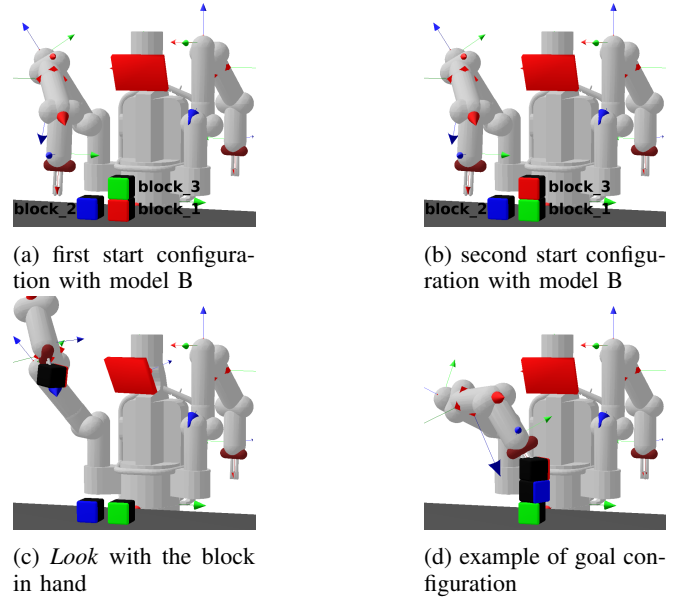 block_3
block_2
block_1
block_3
block_2
block_1
(a) first start configura-
tion with model B
(b) second start configu-
ration with model B
(c) Look with the block
in hand
(d) example of goal con-
figuration